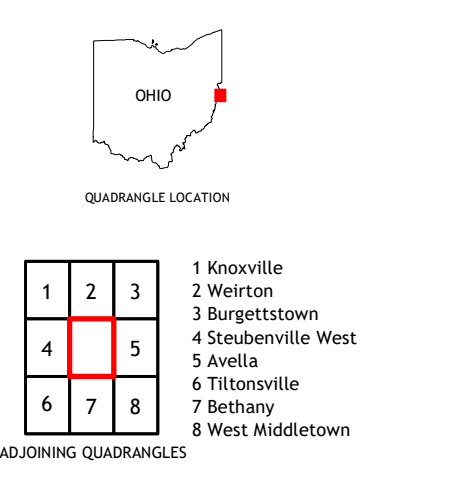 OHIO
QUADRANGLE LOCATION
1 2 3
4 5
6 7 8
1 Knoxville
2 Weirton
3 Burgettstown
4 Steubenville West
5 Avella
6 Tiltonsville
7 Bethany
8 West Middletown
ADJOINING QUADRANGLES